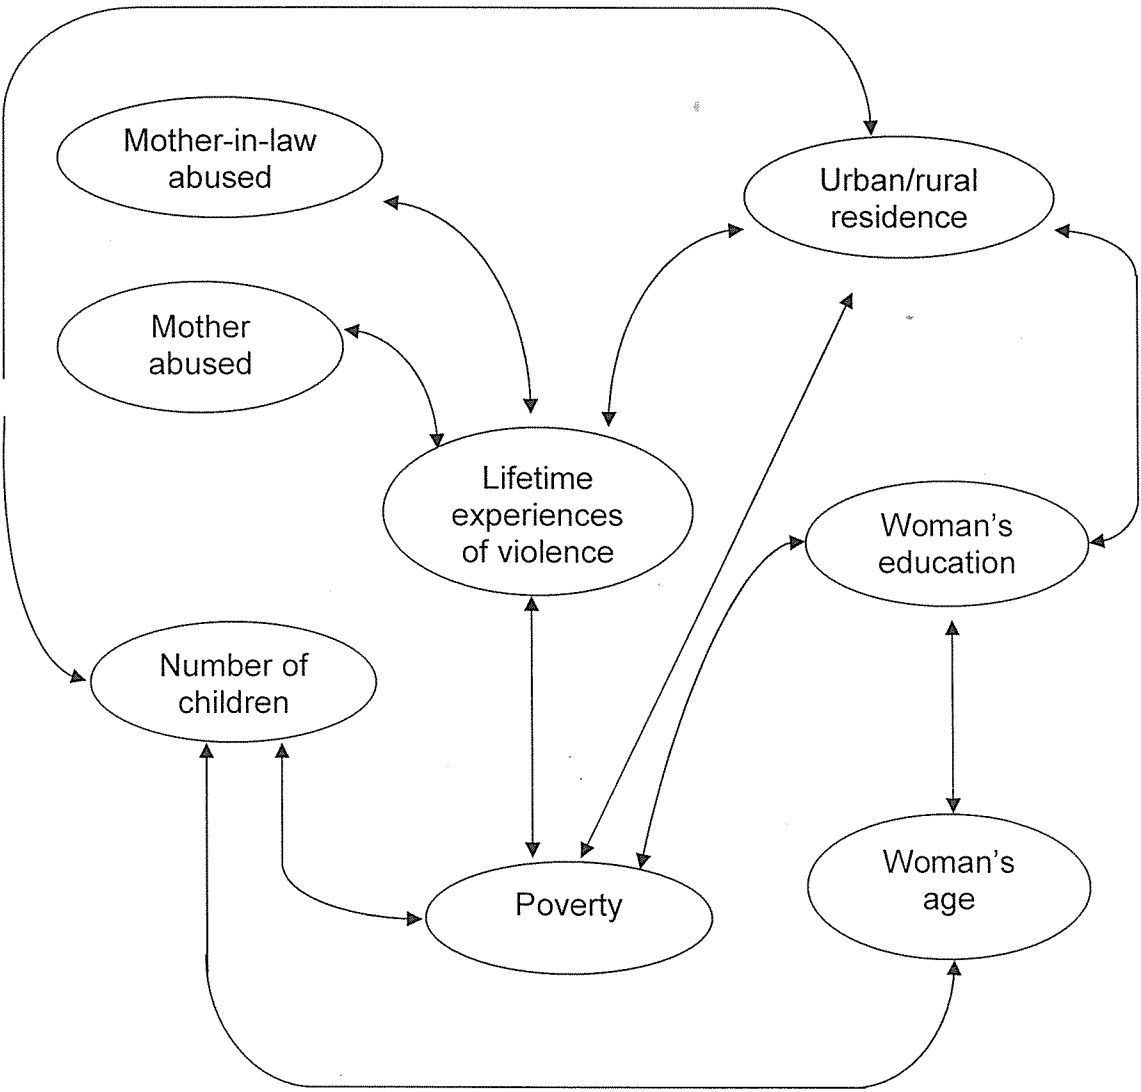 Mother-in-law
abused
Urban/rural
residence
Mother
abused
Lifetime
experiences
of violence
Woman's
education
Number of
children
Woman's
age
Poverty